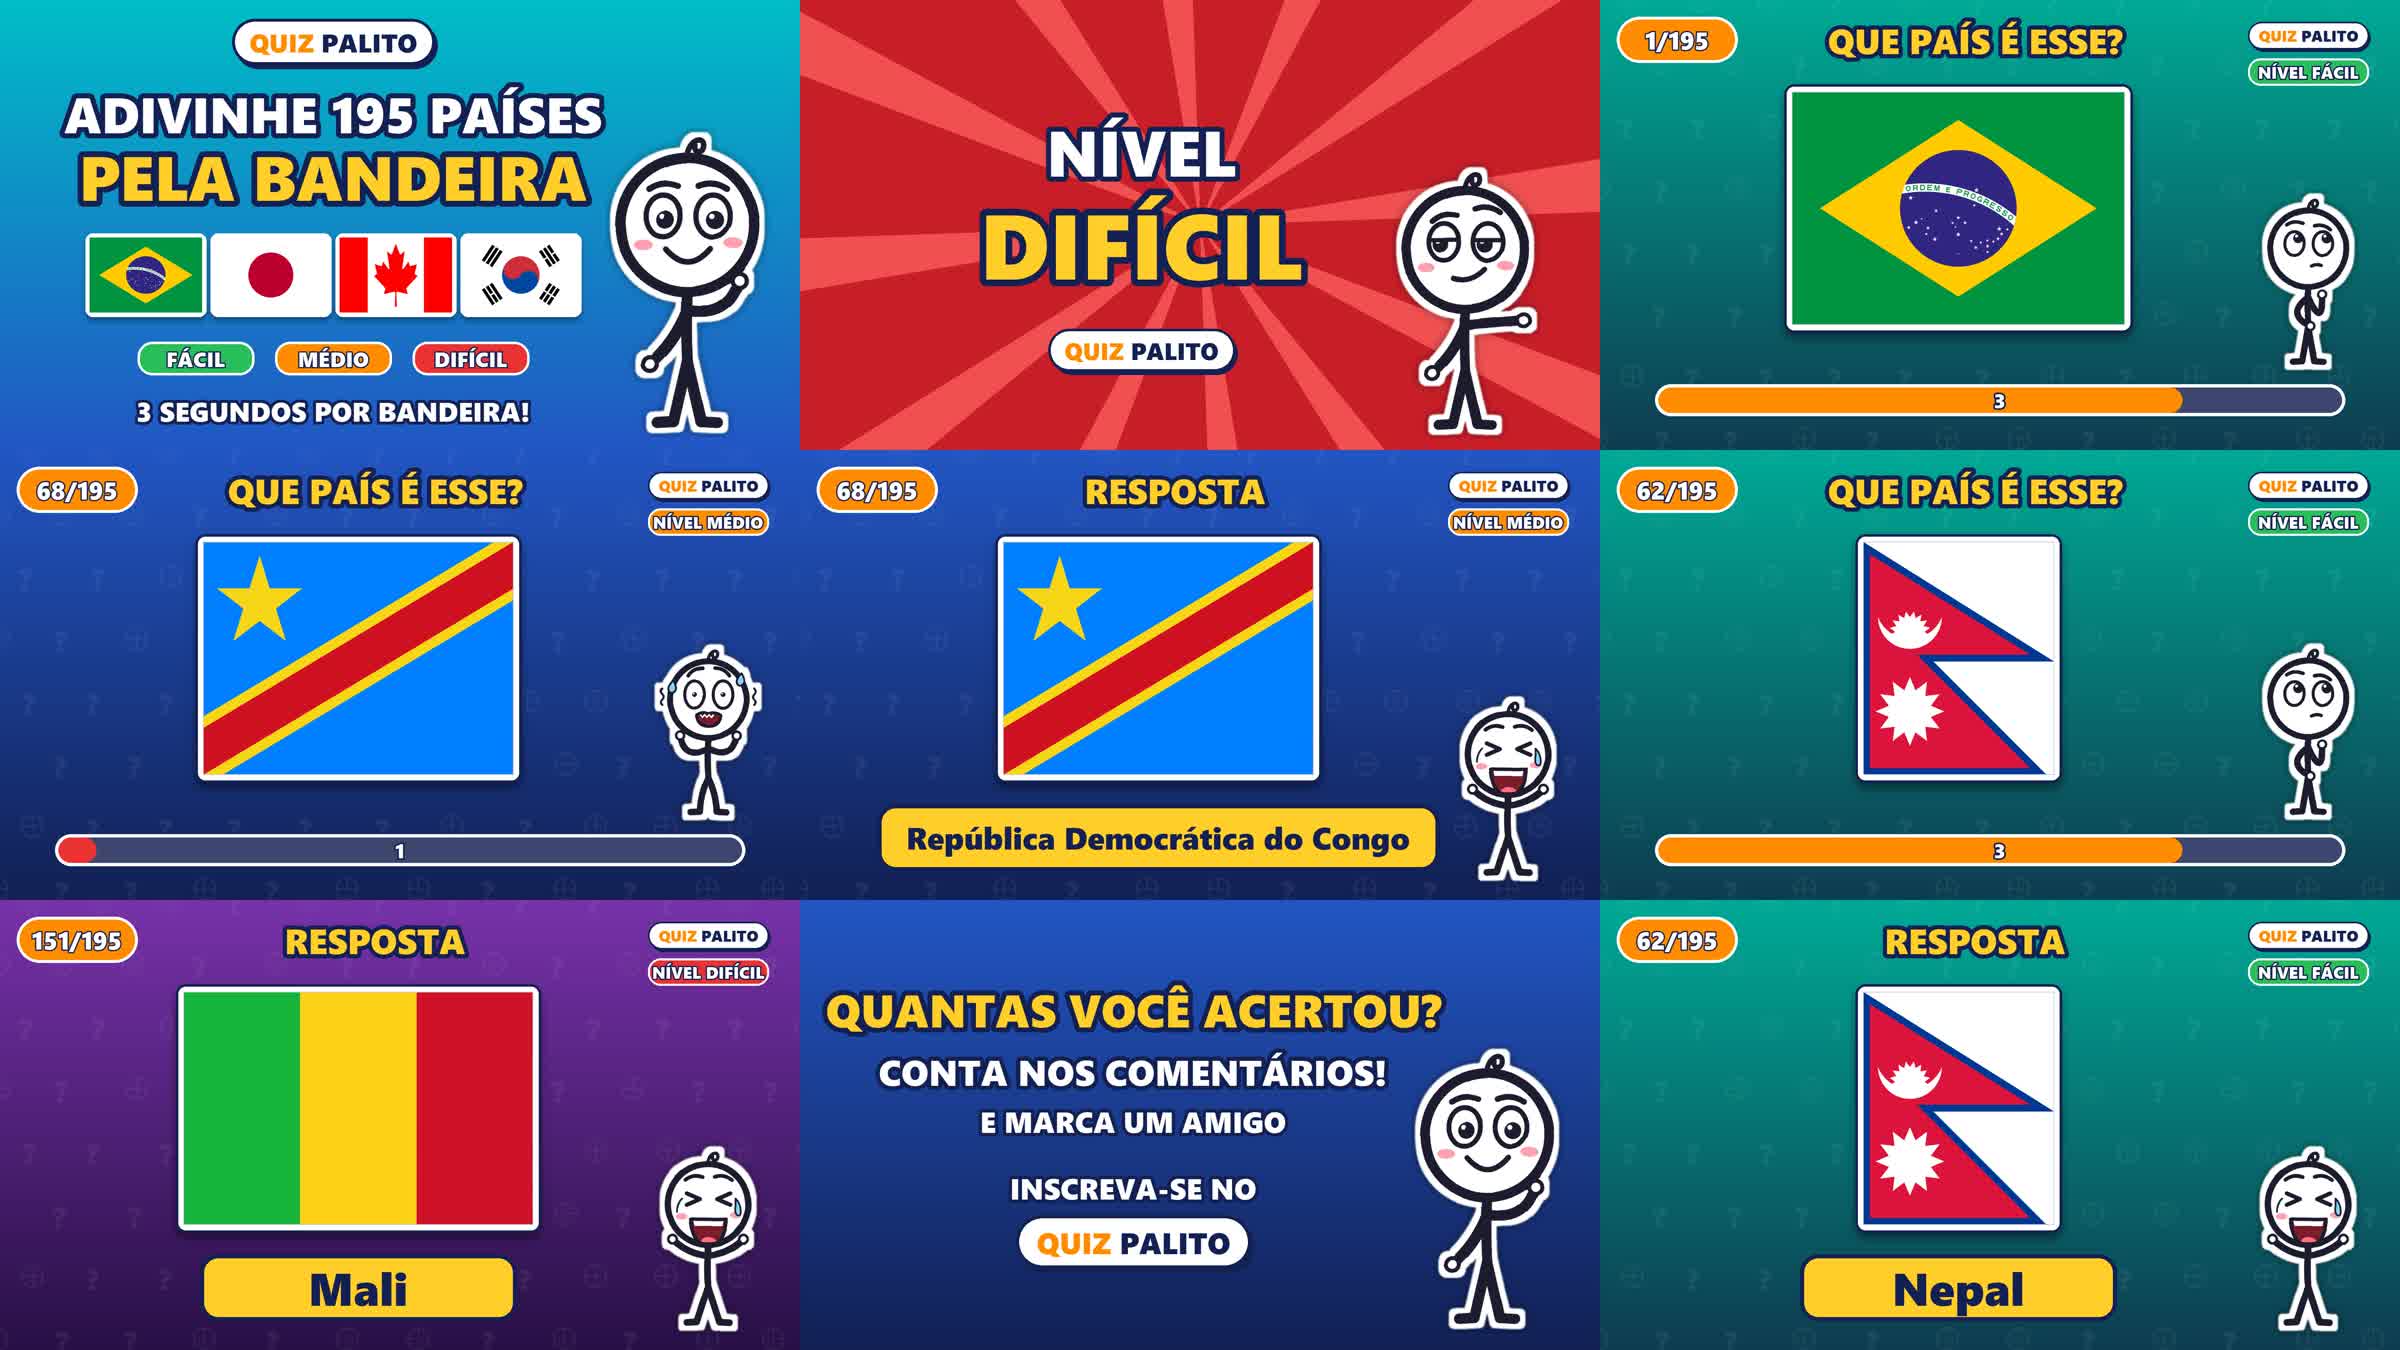 QUIZ PALITO
ADIVINHE 195 PAÍSES
PELA BANDEIRA
FÁCIL MÉDIO DIFÍCIL
3 SEGUNDOS POR BANDEIRA!
NÍVEL
DIFÍCIL
QUIZ PALITO
1/195
QUE PAÍS É ESSE?
QUIZ PALITO
NÍVEL FÁCIL
ORDEM E PROGRESSO
3
68/195
QUE PAÍS É ESSE?
QUIZ PALITO
NÍVEL MÉDIO
1
68/195
RESPOSTA
QUIZ PALITO
NÍVEL MÉDIO
República Democrática do Congo
62/195
QUE PAÍS É ESSE?
QUIZ PALITO
NÍVEL FÁCIL
3
151/195
RESPOSTA
QUIZ PALITO
NÍVEL DIFÍCIL
Mali
QUANTAS VOCÊ ACERTOU?
CONTA NOS COMENTÁRIOS!
E MARCA UM AMIGO
INSCREVA-SE NO
QUIZ PALITO
62/195
RESPOSTA
QUIZ PALITO
NÍVEL FÁCIL
Nepal